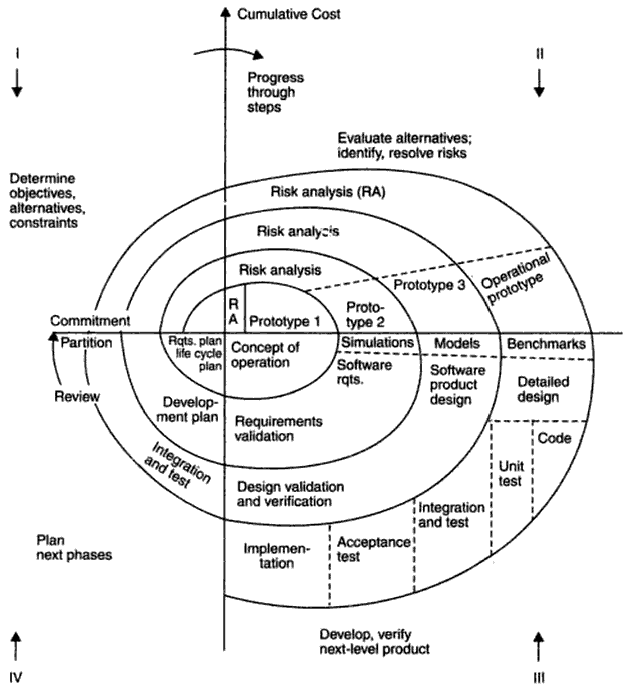 Cumulative Cost
I
II
Progress
through
steps
Evaluate alternatives;
identify, resolve risks
Determine
objectives,
alternatives,
constraints
Risk analysis (RA)
Risk analysis
Risk analysis
Operational
prototype
Prototype 3
R
A
Prototype 1
Proto-
type 2
Commitment
Partition
Review
Rqts. plan
life cycle
plan
Concept of
operation
Simulations
Models
Benchmarks
Software
rqts.
Software
product
design
Detailed
design
Develop-
ment plan
Requirements
validation
Code
Unit
test
Integration
and test
Design validation
and verification
Integration
and test
Plan
next phases
Implemen-
tation
Acceptance
test
Develop, verify
next-level product
IV
III